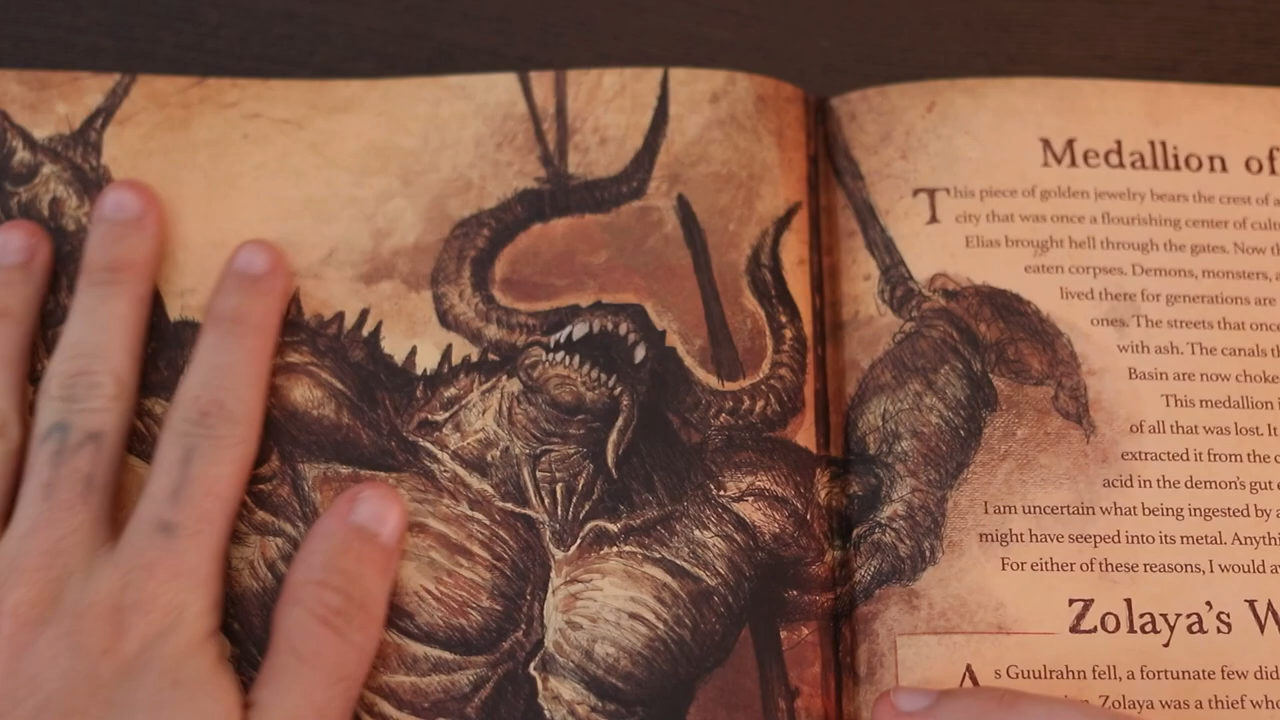 Medallion of
This piece of golden jewelry bears the crest of a
city that was once a flourishing center of cult
Elias brought hell through the gates. Now th
eaten corpses. Demons, monsters,
lived there for generations are
ones. The streets that onc
with ash. The canals th
Basin are now choke
This medallion i
of all that was lost. It
extracted it from the c
acid in the demon's gut
I am uncertain what being ingested by a
might have seeped into its metal. Anythi
For either of these reasons, I would av
Zolaya's W
As Guulrahn fell, a fortunate few did
Zolaya was a thief who